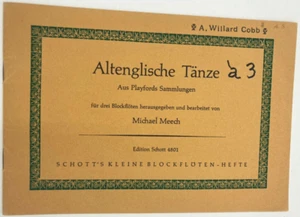 A. Willard Cobb
Altenglische Tänze à 3
Aus Playfords Sammlungen
für drei Blockflöten herausgegeben und bearbeitet von
Michael Meech
Edition Schott 4802
SCHOTT'S KLEINE BLOCKFLÖTEN-HEFTE